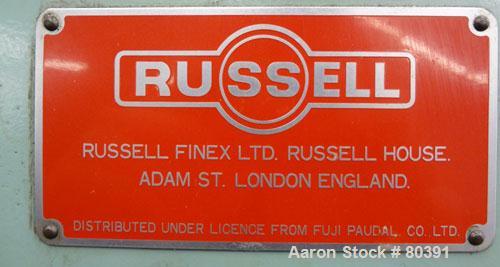 RUSSELL
RUSSELL FINEX LTD. RUSSELL HOUSE.
ADAM ST. LONDON ENGLAND.
DISTRIBUTED UNDER LICENCE FROM FUJI PAUDAL. CO. LTD.
Aaron Stock # 80391